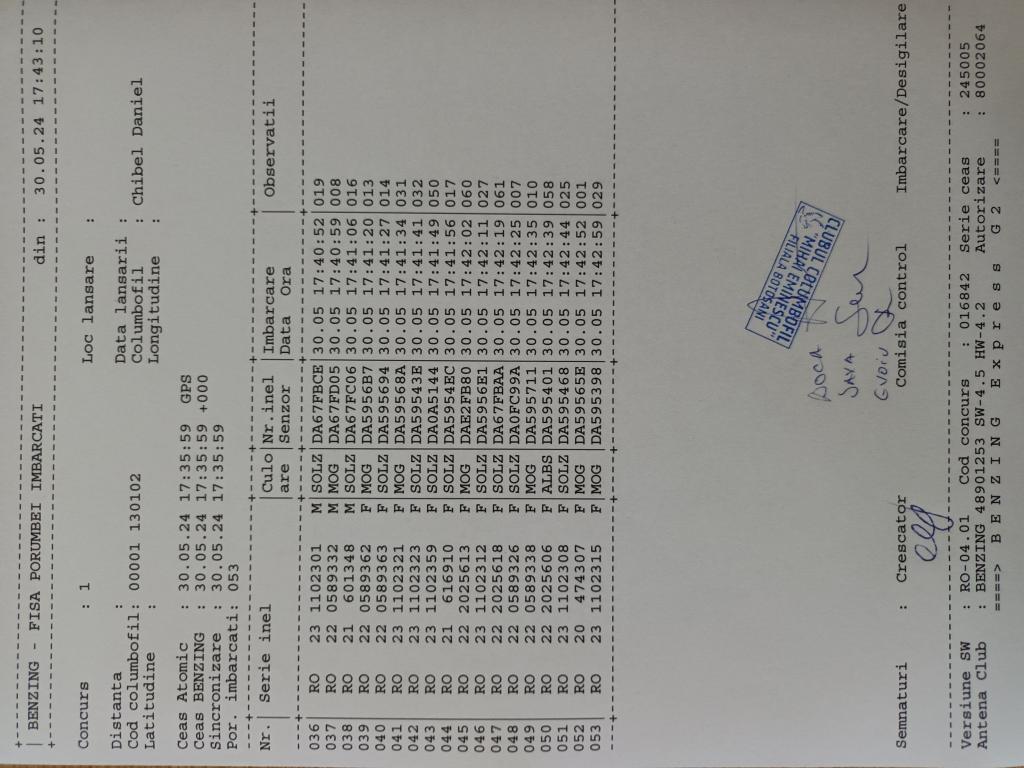 | BENZING - FISA PORUMBEI IMBARCATI din : 30.05.24 17:43:10
Concurs : 1 Loc lansare :
Distanta : Data lansarii :
Cod columbofil: 00001 130102 Columbofil : Chibel Daniel
Latitudine : Longitudine :
Ceas Atomic : 30.05.24 17:35:59 GPS
Ceas BENZING : 30.05.24 17:35:59 +000
Sincronizare : 30.05.24 17:35:59
Por. imbarcati: 053
Nr.| Serie inel |Culo|Nr.inel |Imbarcare | Observatii
|are |Senzor |Data Ora |
036 RO 23 1102301 M SOLZ DA67FBCE 30.05 17:40:52 019
037 RO 22 0589332 M MOG DA67FD05 30.05 17:40:59 008
038 RO 21 601348 M SOLZ DA67FC06 30.05 17:41:06 016
039 RO 22 0589362 F MOG DA5956B7 30.05 17:41:20 013
040 RO 22 0589363 F SOLZ DA595694 30.05 17:41:27 014
041 RO 23 1102321 F MOG DA59568A 30.05 17:41:34 031
042 RO 23 1102323 F SOLZ DA59543E 30.05 17:41:41 032
043 RO 23 1102359 F SOLZ DA0A5144 30.05 17:41:49 050
044 RO 21 616910 F SOLZ DA5954EC 30.05 17:41:56 017
045 RO 22 2025613 F MOG DAE2FB80 30.05 17:42:02 060
046 RO 23 1102312 F SOLZ DA5956E1 30.05 17:42:11 027
047 RO 22 2025618 F SOLZ DA67FBAA 30.05 17:42:19 061
048 RO 22 0589326 F SOLZ DA0FC99A 30.05 17:42:25 007
049 RO 22 0589338 F MOG DA595711 30.05 17:42:35 010
050 RO 22 2025606 F ALBS DA595401 30.05 17:42:39 058
051 RO 23 1102308 F SOLZ DA595468 30.05 17:42:44 025
052 RO 20 474307 F MOG DA59565E 30.05 17:42:52 001
053 RO 23 1102315 F MOG DA595398 30.05 17:42:59 029
CLUBUL COLUMBOFIL
"MIHAI EMINESCU"
FILIALA BOTOSANI
Semnaturi : Crescator Comisia control Imbarcare/Desigilare
Versiune SW : RO-04.01 Cod concurs : 016842 Serie ceas : 245005
Antena Club : BENZING 48901253 SW-4.5 HW-4.2 Autorizare : 80002064
====> B E N Z I N G E x p r e s s G 2 <====